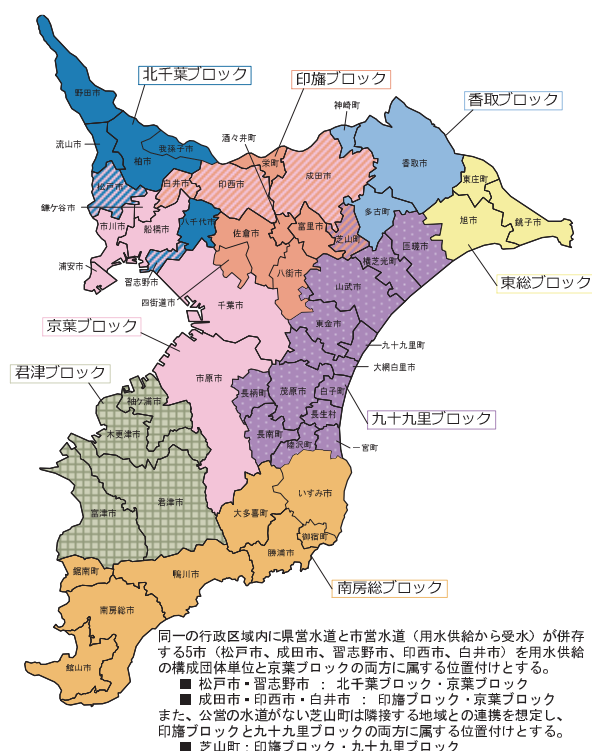 北千葉ブロック
印旛ブロック
香取ブロック
野田市
神崎町
酒々井町
流山市
我孫子市
柏市
栄町
香取市
東庄町
松戸市
白井市
印西市
成田市
鎌ケ谷市
多古町
旭市
銚子市
市川市
船橋市
八千代市
佐倉市
富里市
芝山町
匝瑳市
横芝光町
浦安市
習志野市
八街市
山武市
東総ブロック
四街道市
千葉市
京葉ブロック
東金市
九十九里町
大網白里市
君津ブロック
市原市
袖ケ浦市
長柄町
茂原市
白子町
九十九里ブロック
長生村
木更津市
長南町
睦沢町
一宮町
君津市
富津市
大多喜町
いすみ市
御宿町
勝浦市
鋸南町
鴨川市
南房総ブロック
南房総市
館山市
同一の行政区域内に県営水道と市営水道（用水供給から受水）が併存
する5市（松戸市、成田市、習志野市、印西市、白井市）を用水供給
の構成団体単位と京葉ブロックの両方に属する位置付けとする。
■ 松戸市・習志野市 ： 北千葉ブロック・京葉ブロック
■ 成田市・印西市・白井市 ： 印旛ブロック・京葉ブロック
また、公営の水道がない芝山町は隣接する地域との連携を想定し、
印旛ブロックと九十九里ブロックの両方に属する位置付けとする。
■ 芝山町：印旛ブロック・九十九里ブロック